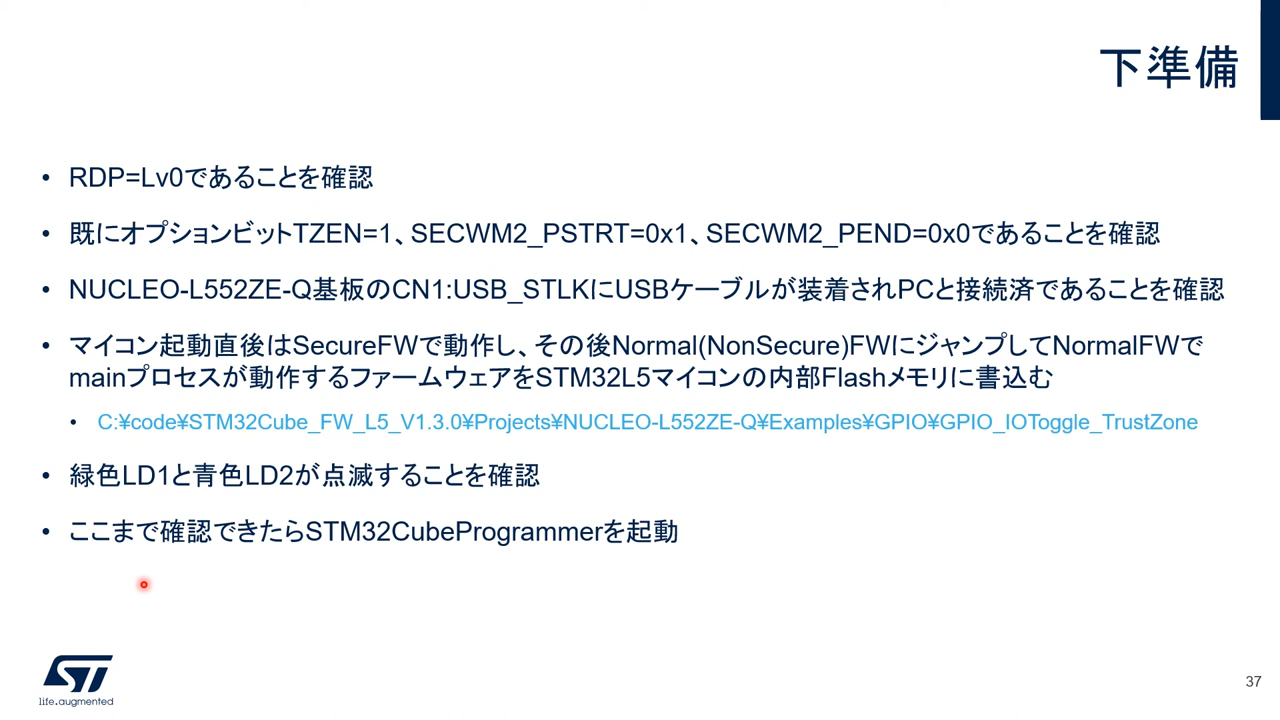 下準備
• RDP=Lv0であることを確認
• 既にオプションビットTZEN=1、SECWM2_PSTRT=0x1、SECWM2_PEND=0x0であることを確認
• NUCLEO-L552ZE-Q基板のCN1:USB_STLKにUSBケーブルが装着されPCと接続済であることを確認
• マイコン起動直後はSecureFWで動作し、その後Normal(NonSecure)FWにジャンプしてNormalFWで
mainプロセスが動作するファームウェアをSTM32L5マイコンの内部Flashメモリに書込む
• C:¥code¥STM32Cube_FW_L5_V1.3.0¥Projects¥NUCLEO-L552ZE-Q¥Examples¥GPIO¥GPIO_IOToggle_TrustZone
• 緑色LD1と青色LD2が点滅することを確認
• ここまで確認できたらSTM32CubeProgrammerを起動
ST
life.augmented
37